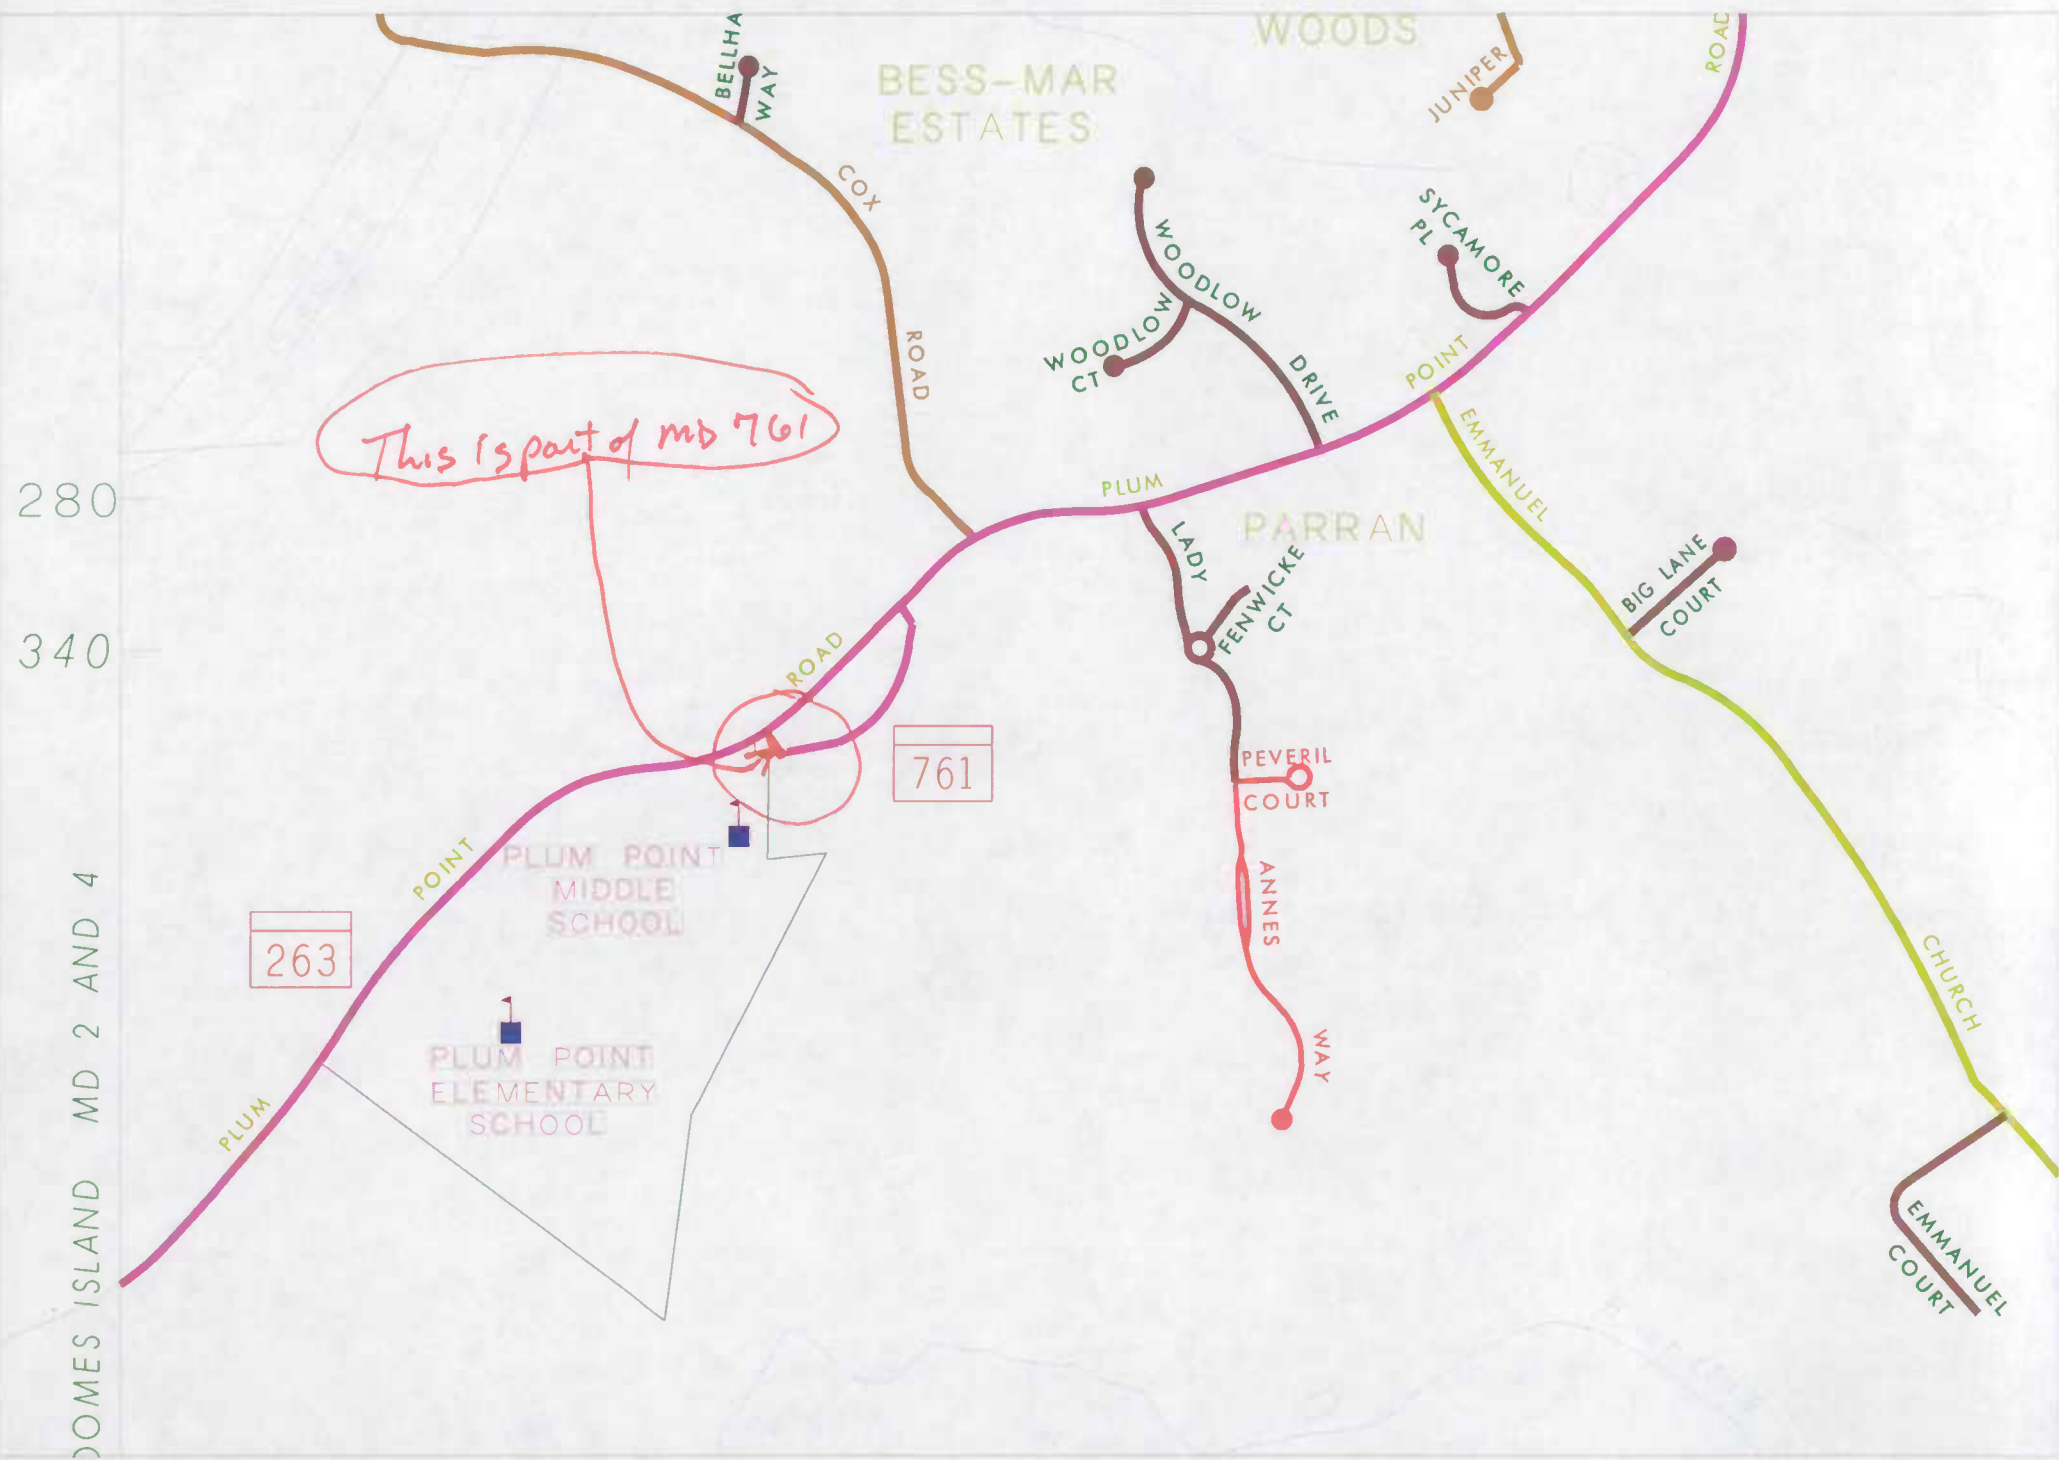 WOODS
ROAD
BELLHA
WAY
BESS-MAR
ESTATES
JUNIPER
COX
ROAD
SYCAMORE
PL
WOODLOW
DRIVE
WOODLOW
CT
This is part of MD 761
280
340
POINT
PLUM
EMMANUEL
PARRAN
LADY
FENWICKE
CT
BIG LANE
COURT
ROAD
761
PEVERIL
COURT
POINT
PLUM POINT
MIDDLE
SCHOOL
ANNES
263
CHURCH
PLUM POINT
ELEMENTARY
SCHOOL
WAY
PLUM
EMMANUEL
COURT
OMES ISLAND MD 2 AND 4